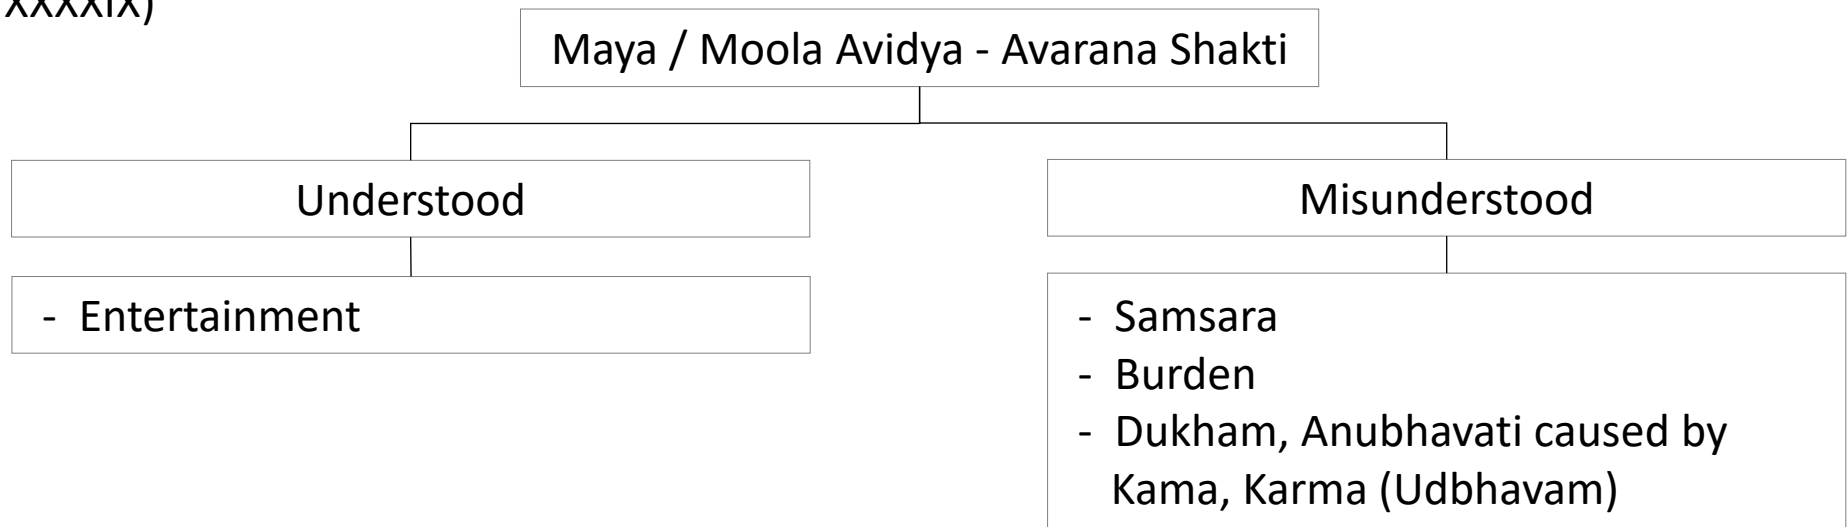 XXXXIX)
Maya / Moola Avidya - Avarana Shakti
Understood
Misunderstood
- Entertainment
- Samsara
- Burden
- Dukham, Anubhavati caused by
Kama, Karma (Udbhavam)